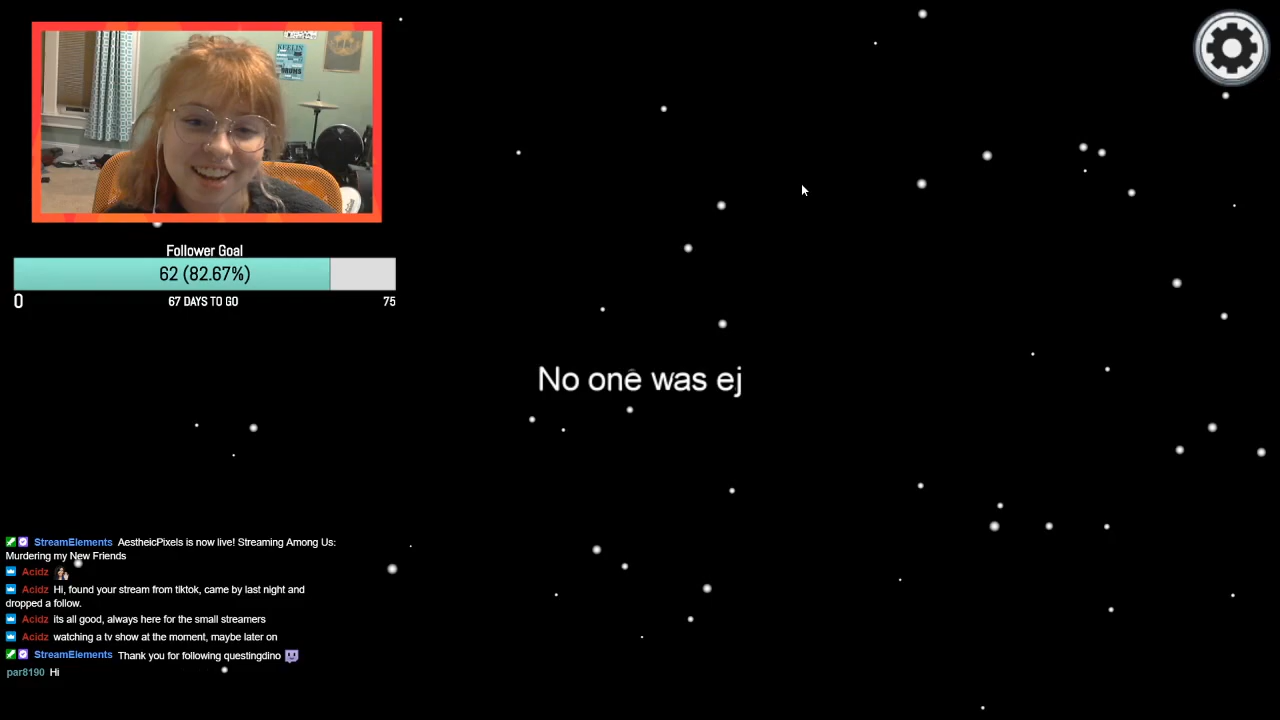 KEELIN
DRUMS
Follower Goal
62 (82.67%)
0
67 DAYS TO GO
75
No one was ej
StreamElements AestheicPixels is now live! Streaming Among Us:
Murdering my New Friends
Acidz
Acidz Hi, found your stream from tiktok, came by last night and
dropped a follow.
Acidz its all good, always here for the small streamers
Acidz watching a tv show at the moment, maybe later on
StreamElements Thank you for following questingdino
par8190 Hi